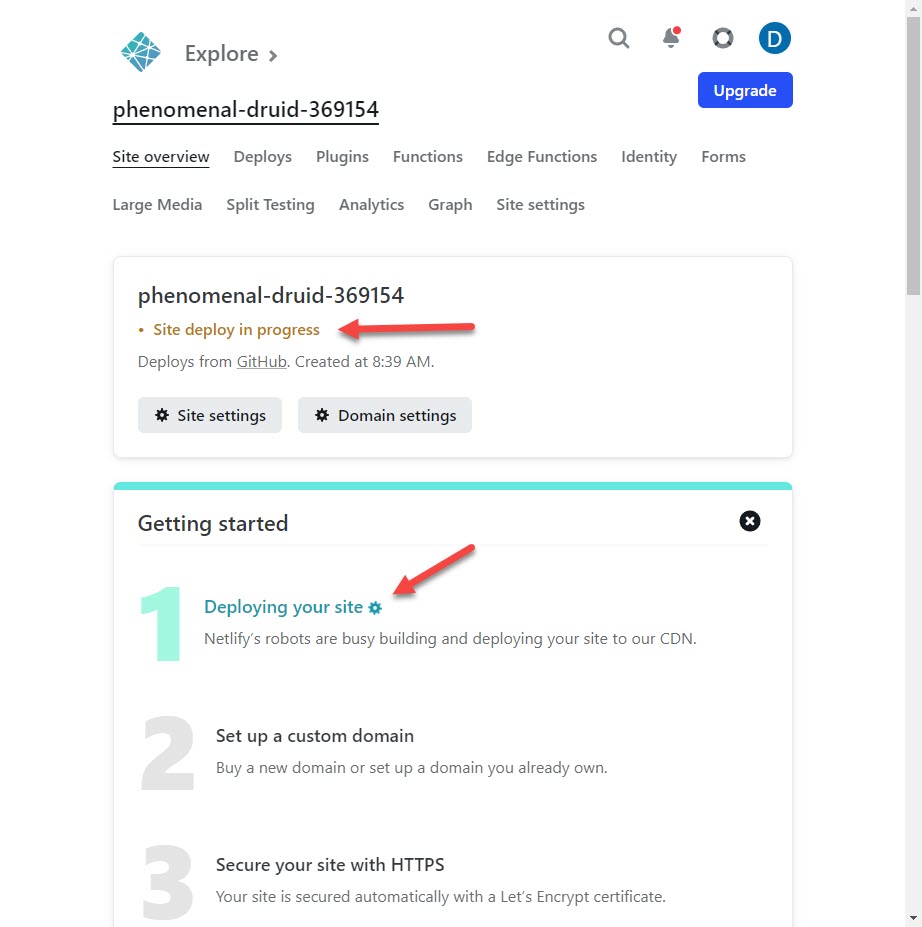 Explore
D
Upgrade
phenomenal-druid-369154
Site overview Deploys Plugins Functions Edge Functions Identity Forms
Large Media Split Testing Analytics Graph Site settings
phenomenal-druid-369154
• Site deploy in progress
Deploys from GitHub. Created at 8:39 AM.
Site settings Domain settings
Getting started
1
Deploying your site
Netlify’s robots are busy building and deploying your site to our CDN.
2
Set up a custom domain
Buy a new domain or set up a domain you already own.
3
Secure your site with HTTPS
Your site is secured automatically with a Let’s Encrypt certificate.